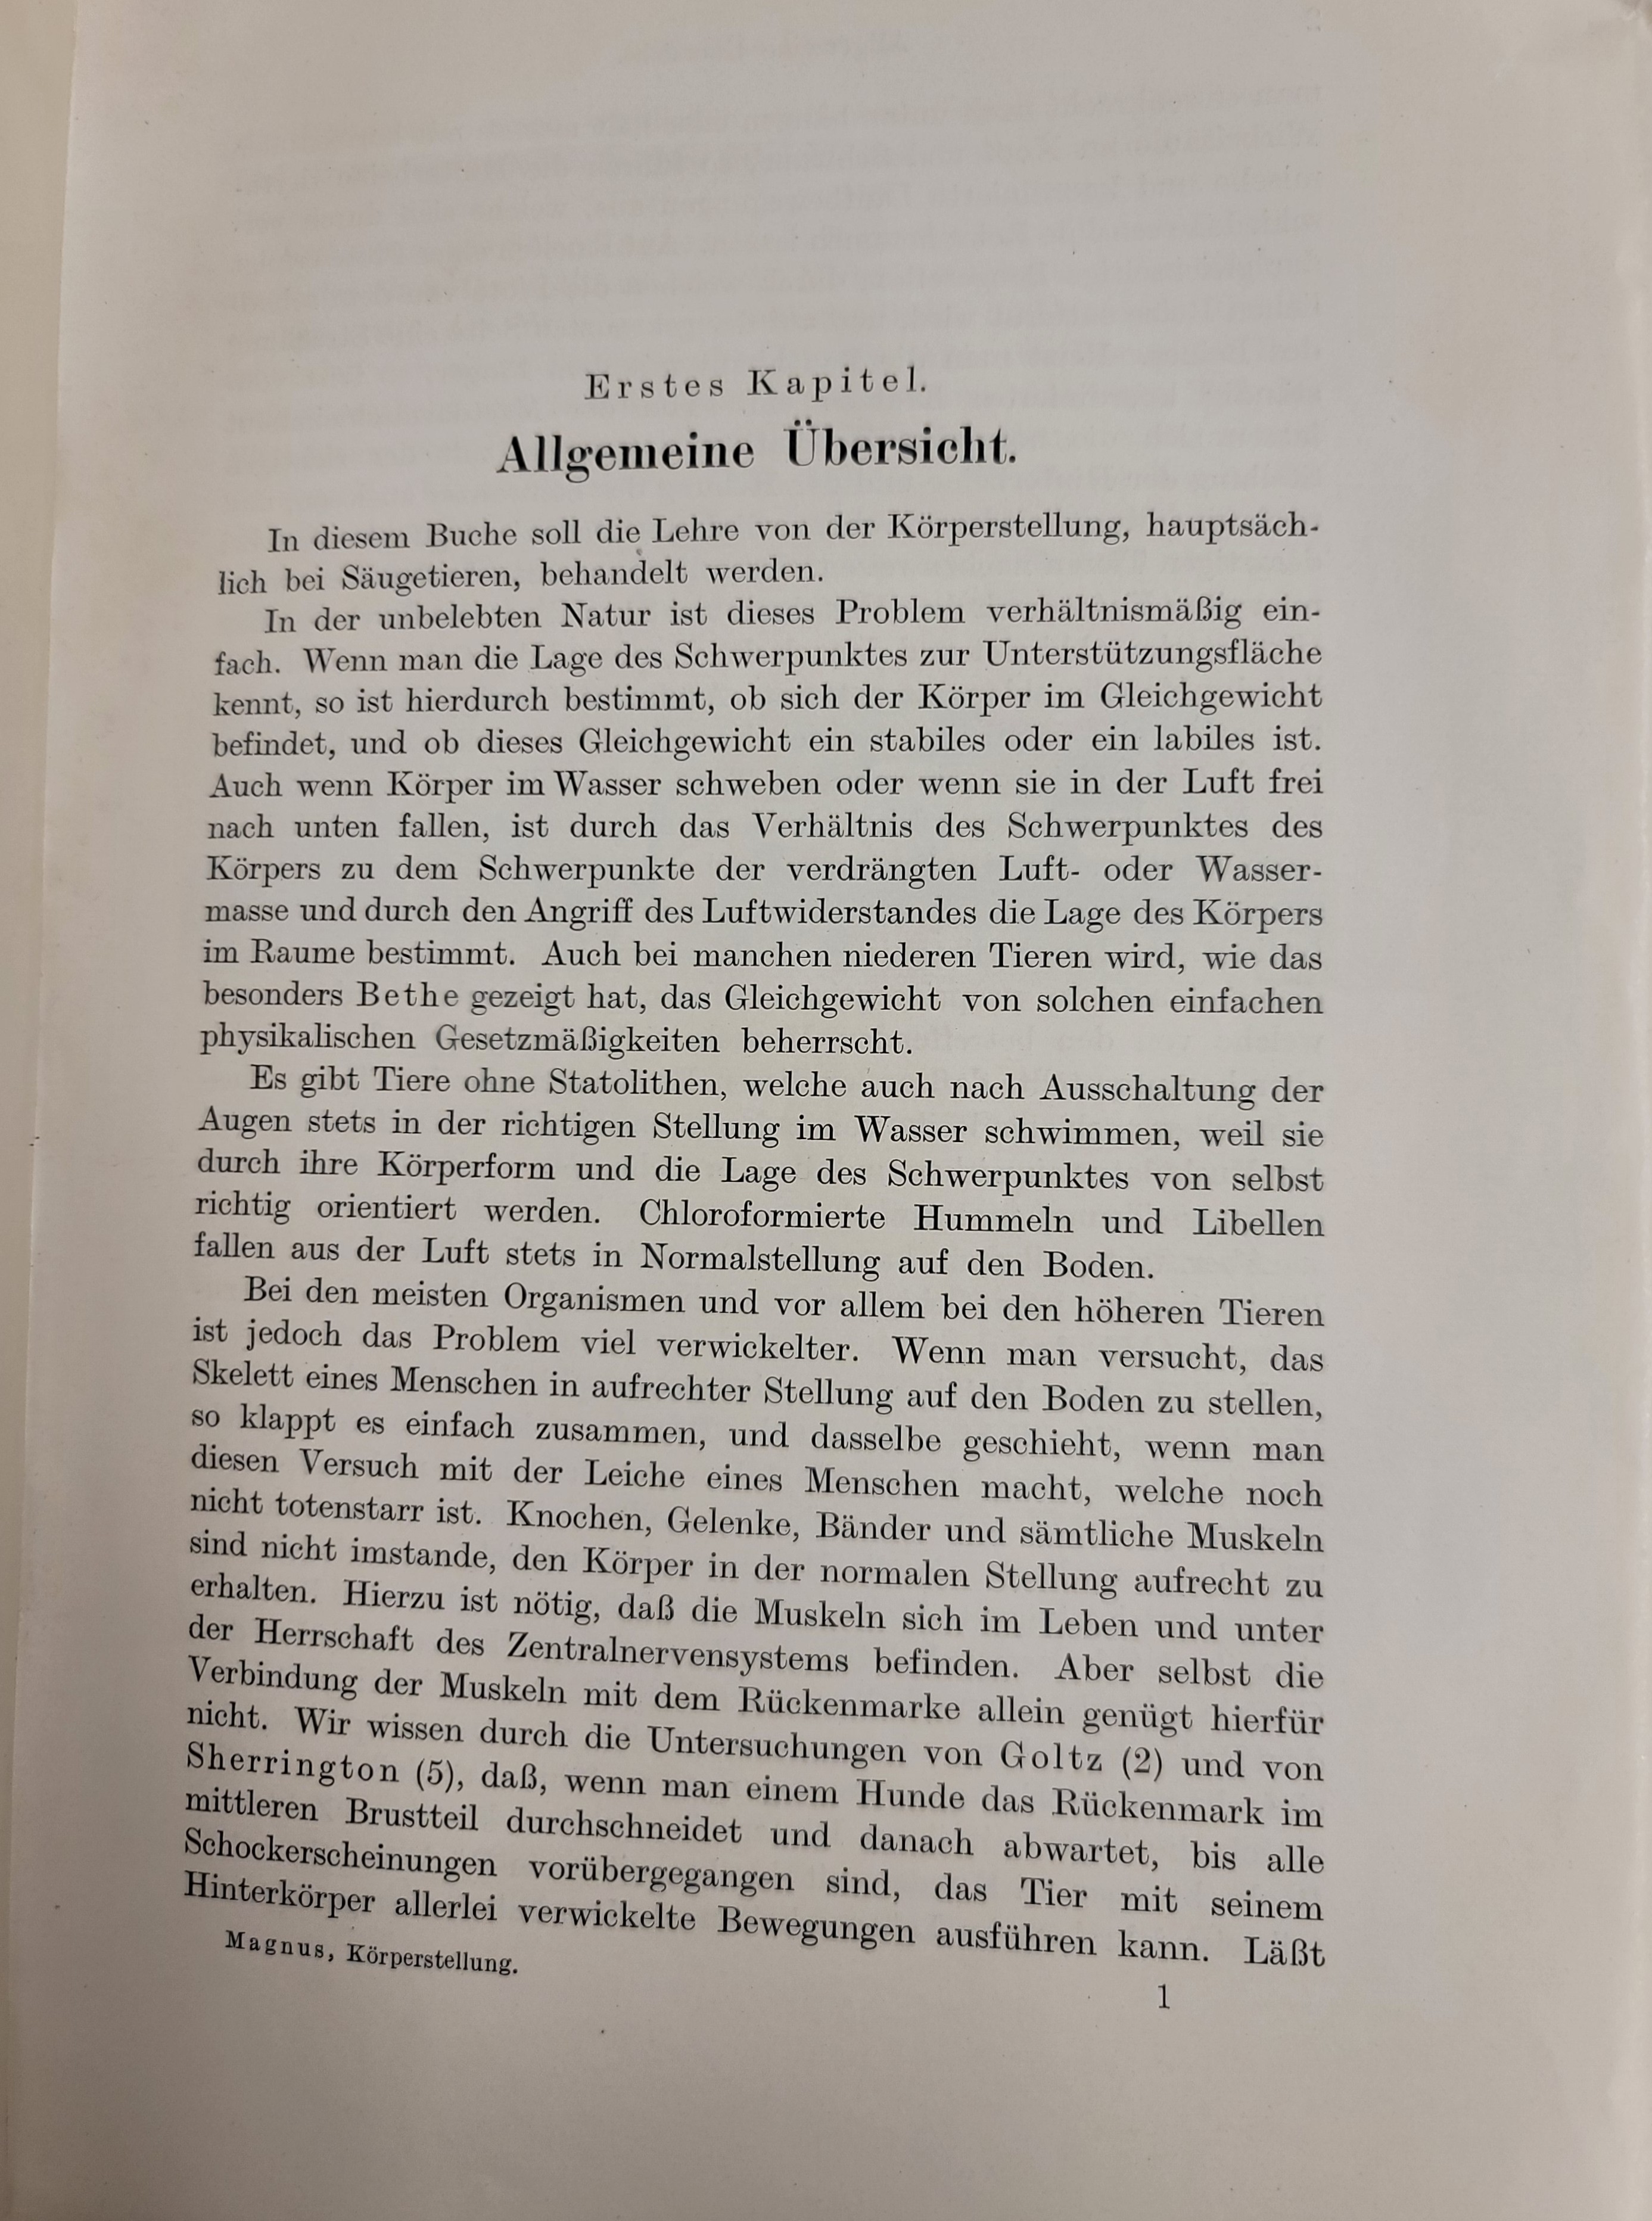 Erstes Kapitel.
Allgemeine Übersicht.
In diesem Buche soll die Lehre von der Körperstellung, hauptsäch-
lich bei Säugetieren, behandelt werden.
In der unbelebten Natur ist dieses Problem verhältnismäßig ein-
fach. Wenn man die Lage des Schwerpunktes zur Unterstützungsfläche
kennt, so ist hierdurch bestimmt, ob sich der Körper im Gleichgewicht
befindet, und ob dieses Gleichgewicht ein stabiles oder ein labiles ist.
Auch wenn Körper im Wasser schweben oder wenn sie in der Luft frei
nach unten fallen, ist durch das Verhältnis des Schwerpunktes des
Körpers zu dem Schwerpunkte der verdrängten Luft- oder Wasser-
masse und durch den Angriff des Luftwiderstandes die Lage des Körpers
im Raume bestimmt. Auch bei manchen niederen Tieren wird, wie das
besonders Bethe gezeigt hat, das Gleichgewicht von solchen einfachen
physikalischen Gesetzmäßigkeiten beherrscht.
Es gibt Tiere ohne Statolithen, welche auch nach Ausschaltung der
Augen stets in der richtigen Stellung im Wasser schwimmen, weil sie
durch ihre Körperform und die Lage des Schwerpunktes von selbst
richtig orientiert werden. Chloroformierte Hummeln und Libellen
fallen aus der Luft stets in Normalstellung auf den Boden.
Bei den meisten Organismen und vor allem bei den höheren Tieren
ist jedoch das Problem viel verwickelter. Wenn man versucht, das
Skelett eines Menschen in aufrechter Stellung auf den Boden zu stellen,
so klappt es einfach zusammen, und dasselbe geschieht, wenn man
diesen Versuch mit der Leiche eines Menschen macht, welche noch
nicht totenstarr ist. Knochen, Gelenke, Bänder und sämtliche Muskeln
sind nicht imstande, den Körper in der normalen Stellung aufrecht zu
erhalten. Hierzu ist nötig, daß die Muskeln sich im Leben und unter
der Herrschaft des Zentralnervensystems befinden. Aber selbst die
Verbindung der Muskeln mit dem Rückenmarke allein genügt hierfür
nicht. Wir wissen durch die Untersuchungen von Goltz (2) und von
Sherrington (5), daß, wenn man einem Hunde das Rückenmark im
mittleren Brustteil durchschneidet und danach abwartet, bis alle
Schockerscheinungen vorübergegangen sind, das Tier mit seinem
Hinterkörper allerlei verwickelte Bewegungen ausführen kann. Läßt
Magnus, Körperstellung.
1